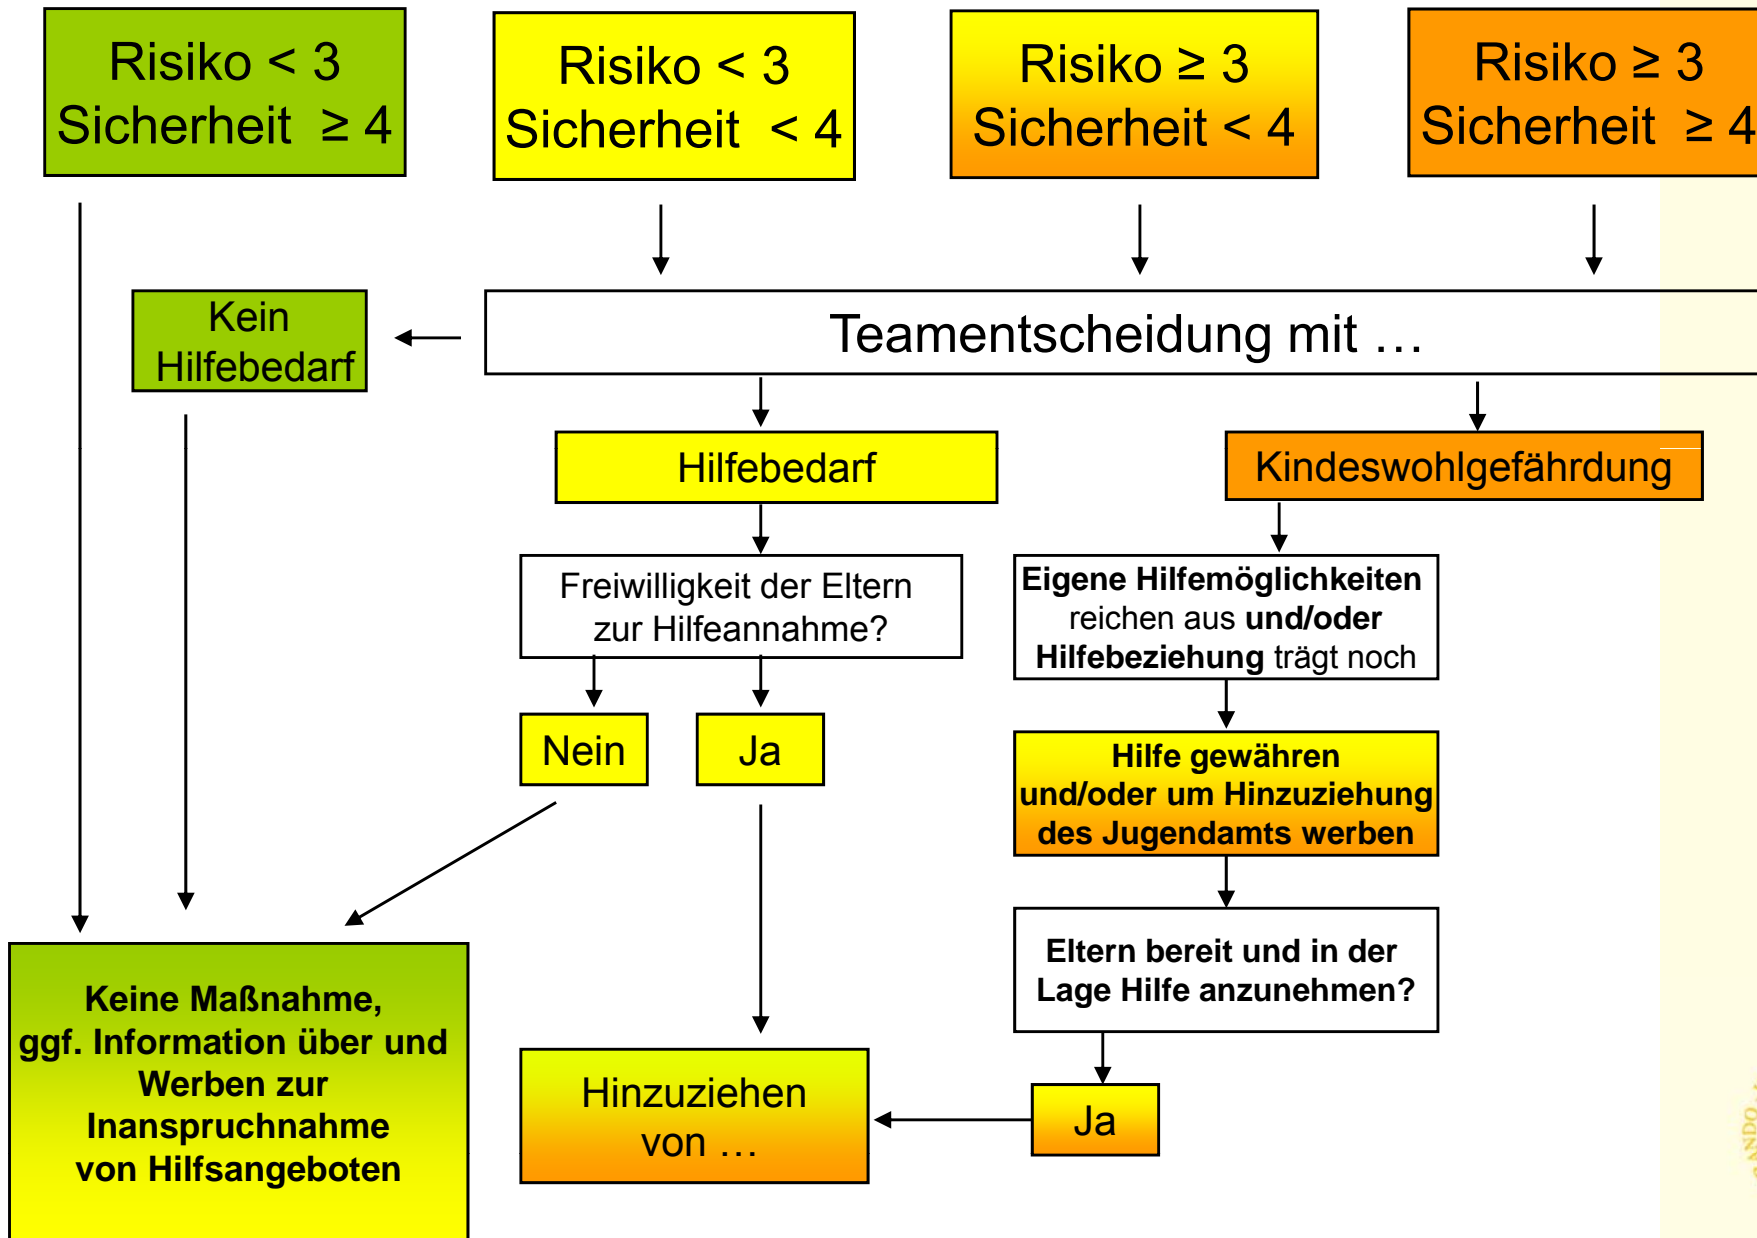 Risiko < 3
Sicherheit ≥ 4
Risiko < 3
Sicherheit < 4
Risiko ≥ 3
Sicherheit < 4
Risiko ≥ 3
Sicherheit ≥ 4
Kein
Hilfebedarf
Teamentscheidung mit …
Hilfebedarf
Kindeswohlgefährdung
Freiwilligkeit der Eltern
zur Hilfeannahme?
Eigene Hilfemöglichkeiten
reichen aus und/oder
Hilfebeziehung trägt noch
Nein
Ja
Hilfe gewähren
und/oder um Hinzuziehung
des Jugendamts werben
Eltern bereit und in der
Lage Hilfe anzunehmen?
Keine Maßnahme,
ggf. Information über und
Werben zur
Inanspruchnahme
von Hilfsangeboten
Hinzuziehen
von …
Ja